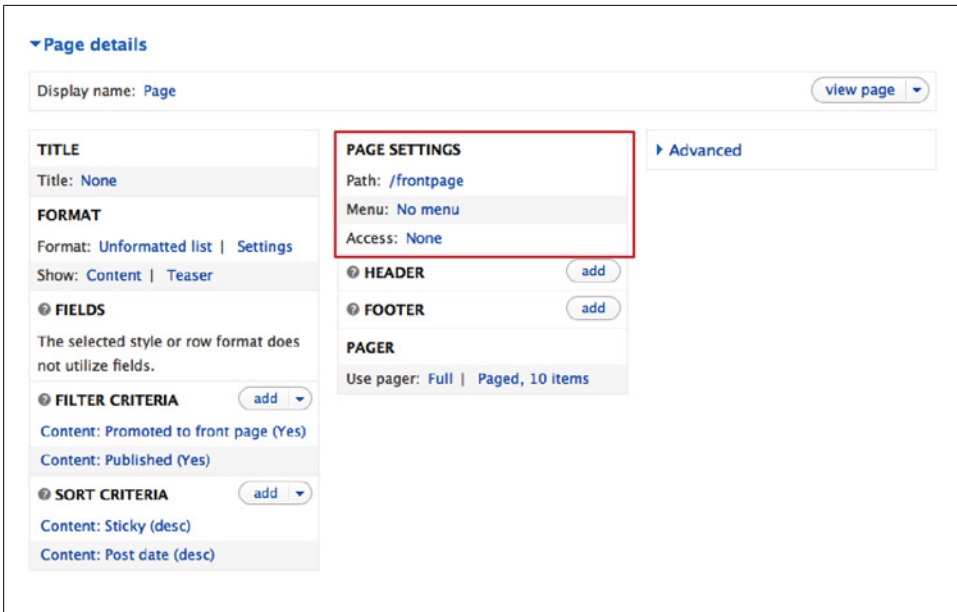 Page details
Display name: Page
view page
TITLE
Title: None
FORMAT
Format: Unformatted list | Settings
Show: Content | Teaser
FIELDS
The selected style or row format does
not utilize fields.
FILTER CRITERIA add
Content: Promoted to front page (Yes)
Content: Published (Yes)
SORT CRITERIA add
Content: Sticky (desc)
Content: Post date (desc)
PAGE SETTINGS
Path: /frontpage
Menu: No menu
Access: None
HEADER add
FOOTER add
PAGER
Use pager: Full | Paged, 10 items
Advanced